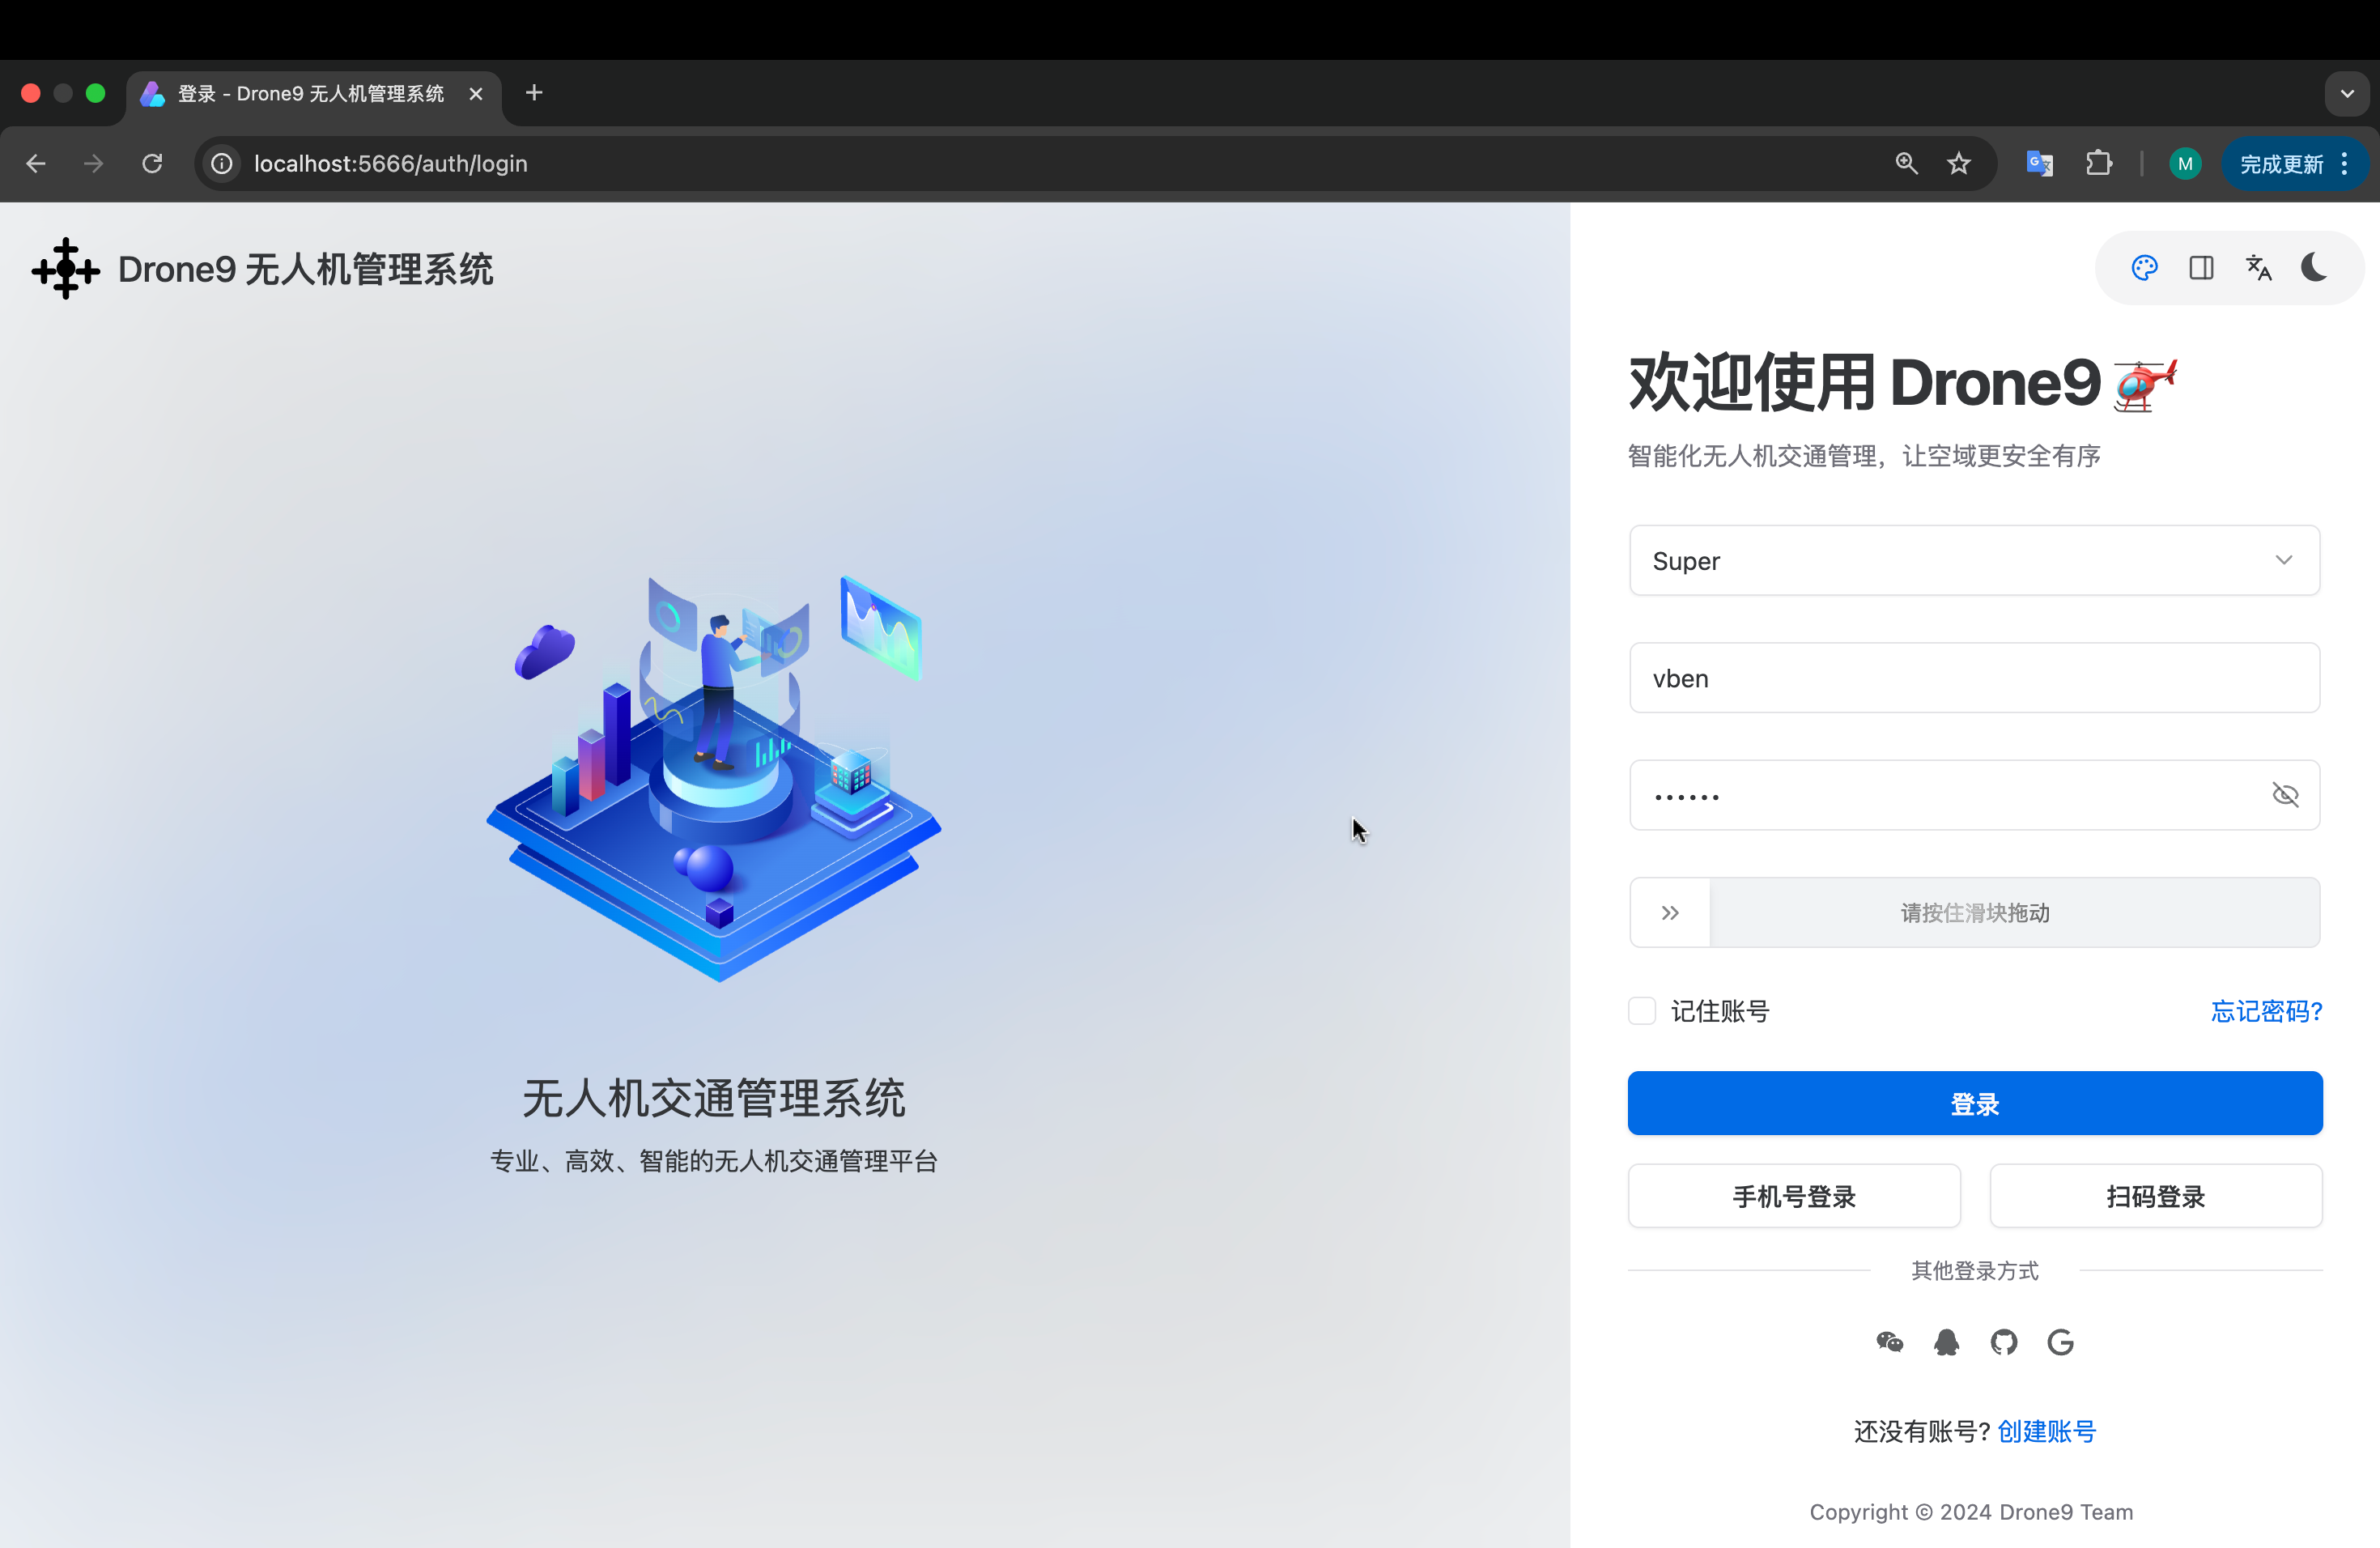 登录 - Drone9 无人机管理系统
localhost:5666/auth/login
M
完成更新
Drone9 无人机管理系统
欢迎使用 Drone9
智能化无人机交通管理，让空域更安全有序
Super
vben
••••••
请按住滑块拖动
记住账号
忘记密码?
登录
手机号登录
扫码登录
其他登录方式
还没有账号? 创建账号
Copyright © 2024 Drone9 Team
无人机交通管理系统
专业、高效、智能的无人机交通管理平台